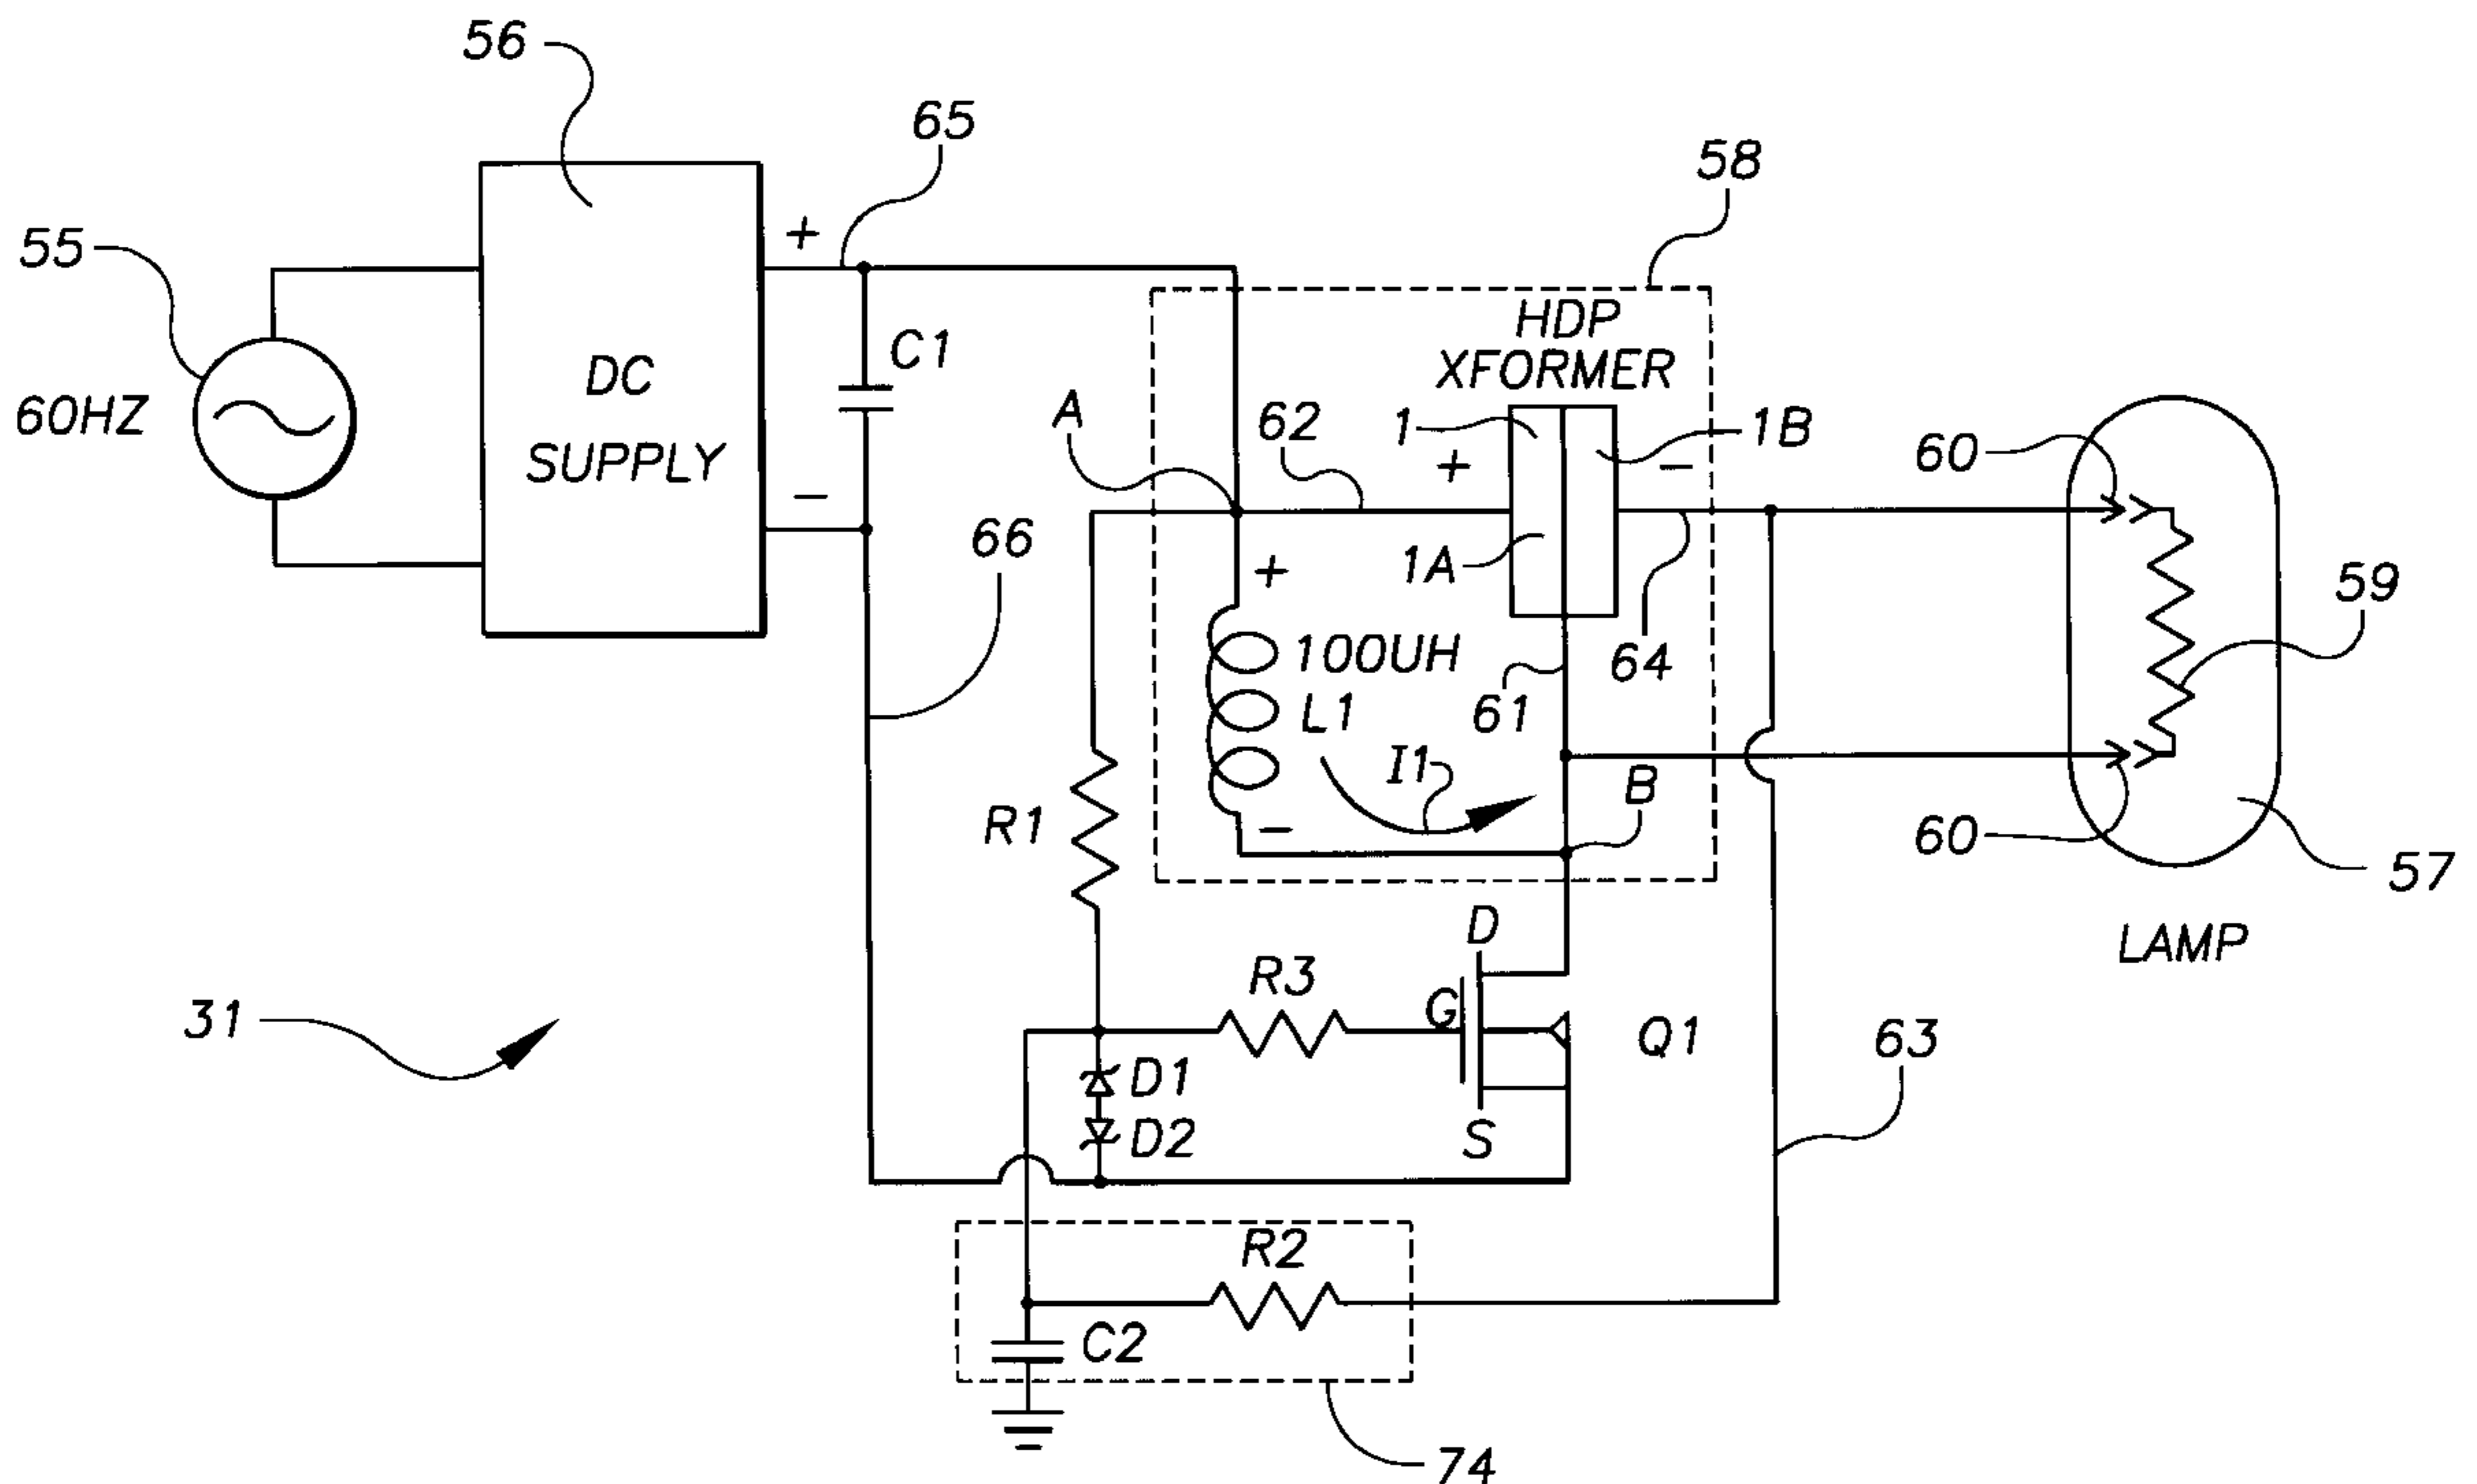 56
65
58
55
60HZ
+
DC
SUPPLY
−
C1
A
62
HDP
XFORMER
1
1B
+
−
1A
60
66
+
100UH
L1
61
64
59
I1
B
R1
−
60
57
LAMP
D
R3
G
Q1
S
D1
D2
31
63
R2
C2
74